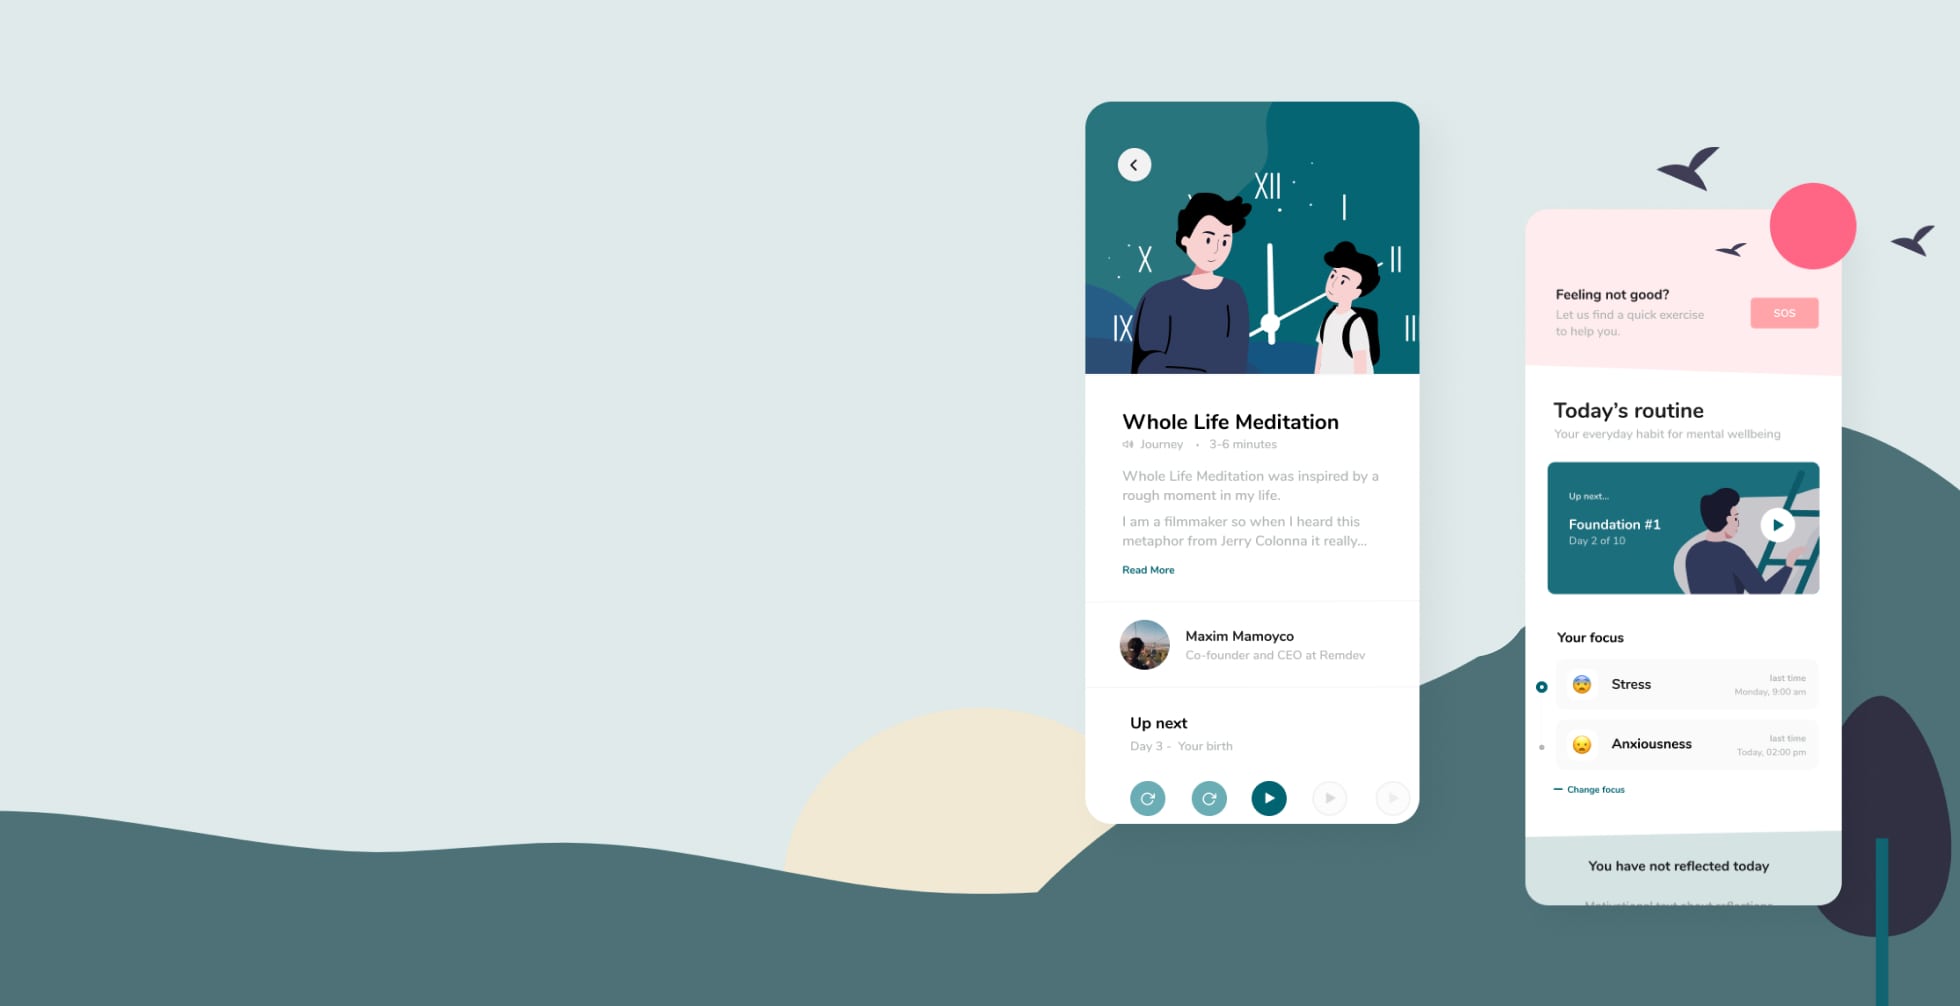 XII
I
X
II
IX
III
Whole Life Meditation
Journey • 3-6 minutes
Whole Life Meditation was inspired by a
rough moment in my life.
I am a filmmaker so when I heard this
metaphor from Jerry Colonna it really...
Read More
Maxim Mamoyco
Co-founder and CEO at Remdev
Up next
Day 3 - Your birth
Feeling not good?
Let us find a quick exercise
to help you.
SOS
Today’s routine
Your everyday habit for mental wellbeing
Up next...
Foundation #1
Day 2 of 10
Your focus
Stress
last time
Monday, 9:00 am
Anxiousness
last time
Today, 02:00 pm
Change focus
You have not reflected today
Motivational text about reflections